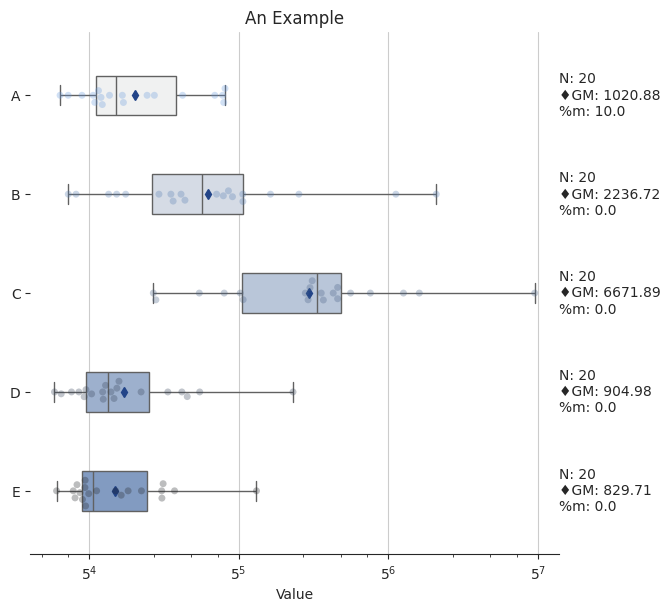 An Example
A
N: 20
♦GM: 1020.88
%m: 10.0
B
N: 20
♦GM: 2236.72
%m: 0.0
C
N: 20
♦GM: 6671.89
%m: 0.0
D
N: 20
♦GM: 904.98
%m: 0.0
E
N: 20
♦GM: 829.71
%m: 0.0
5⁴ 5⁵ 5⁶ 5⁷
Value